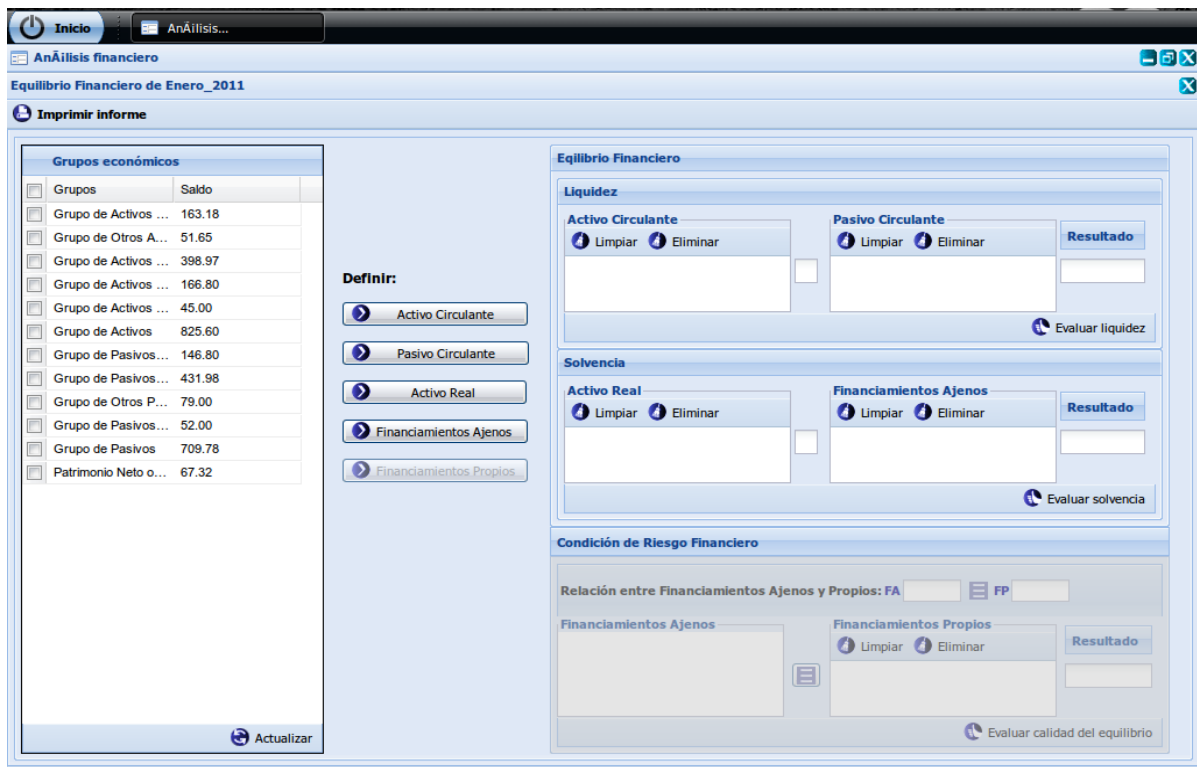 Inicio
AnÃilisis...
AnÃilisis financiero
Equilibrio Financiero de Enero_2011
Imprimir informe
Grupos económicos
Grupos Saldo
Grupo de Activos ... 163.18
Grupo de Otros A... 51.65
Grupo de Activos ... 398.97
Grupo de Activos ... 166.80
Grupo de Activos ... 45.00
Grupo de Activos 825.60
Grupo de Pasivos... 146.80
Grupo de Pasivos... 431.98
Grupo de Otros P... 79.00
Grupo de Pasivos... 52.00
Grupo de Pasivos 709.78
Patrimonio Neto o... 67.32
Actualizar
Definir:
Activo Circulante
Pasivo Circulante
Activo Real
Financiamientos Ajenos
Financiamientos Propios
Eqilibrio Financiero
Liquidez
Activo Circulante
Limpiar Eliminar
Pasivo Circulante
Limpiar Eliminar
Resultado
Evaluar liquidez
Solvencia
Activo Real
Limpiar Eliminar
Financiamientos Ajenos
Limpiar Eliminar
Resultado
Evaluar solvencia
Condición de Riesgo Financiero
Relación entre Financiamientos Ajenos y Propios: FA FP
Financiamientos Ajenos
Financiamientos Propios
Limpiar Eliminar
Resultado
Evaluar calidad del equilibrio